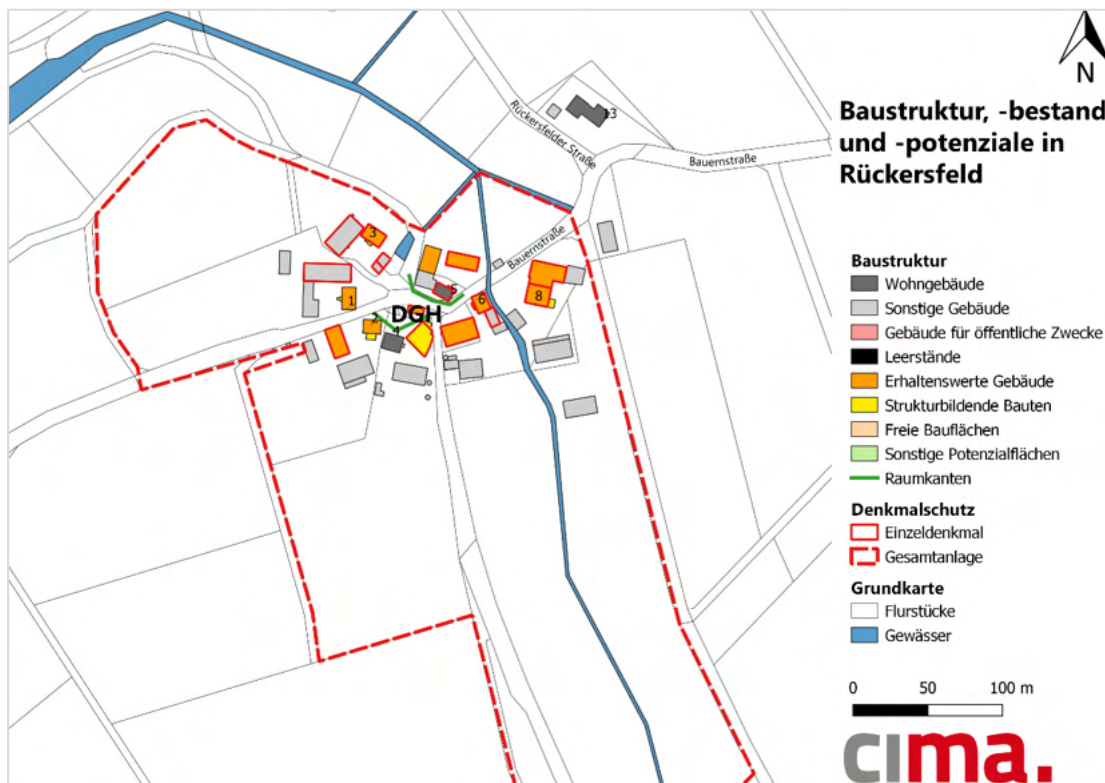 N
Baustruktur, -bestand
und -potenziale in
Rückersfeld
Rückersfelder Straße
13
Bauernstraße
Bauernstraße
3
5
1
6
8
DGH
2
4
Baustruktur
Wohngebäude
Sonstige Gebäude
Gebäude für öffentliche Zwecke
Leerstände
Erhaltenswerte Gebäude
Strukturbildende Bauten
Freie Bauflächen
Sonstige Potenzialflächen
Raumkanten
Denkmalschutz
Einzeldenkmal
Gesamtanlage
Grundkarte
Flurstücke
Gewässer
0 50 100 m
cima.